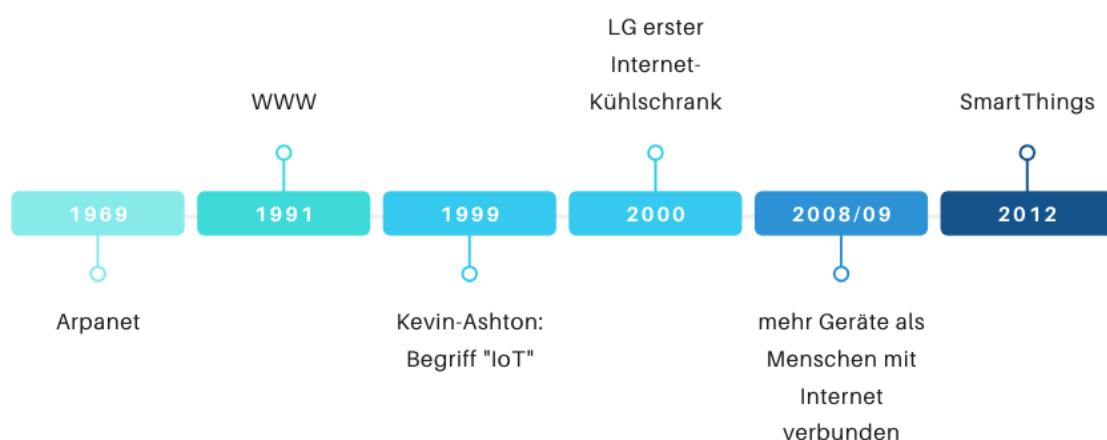 LG erster
Internet-
Kühlschrank
WWW
SmartThings
1969
1991
1999
2000
2008/09
2012
Arpanet
Kevin-Ashton:
Begriff "IoT"
mehr Geräte als
Menschen mit
Internet
verbunden